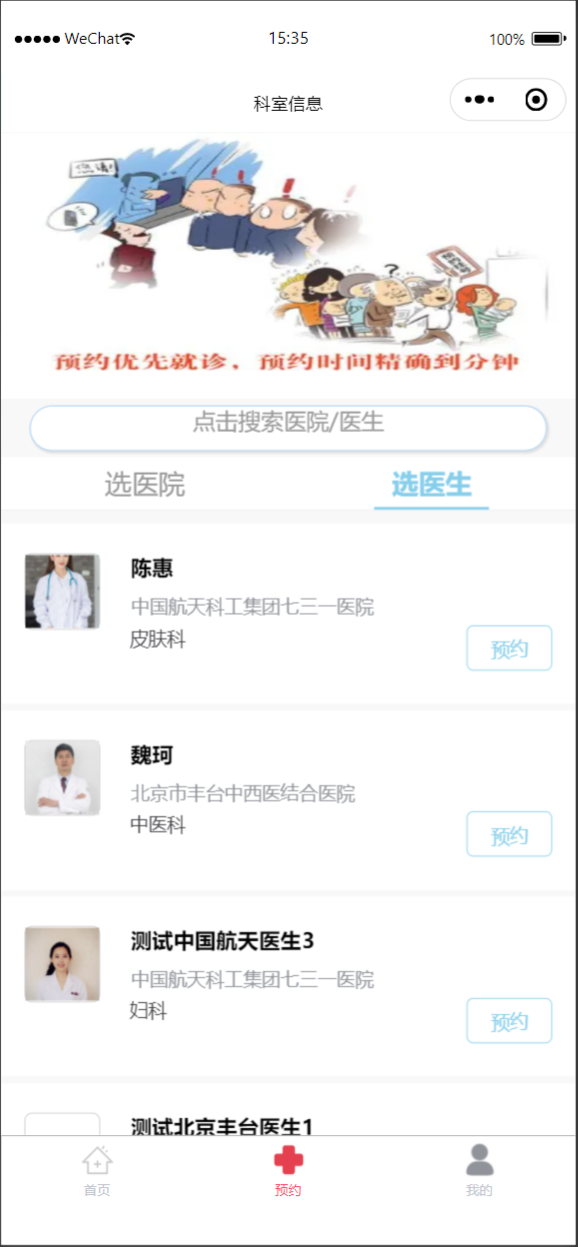 WeChat
15:35
100%
科室信息
预约优先就诊，预约时间精确到分钟
点击搜索医院/医生
选医院
选医生
陈惠
中国航天科工集团七三一医院
皮肤科
预约
魏珂
北京市丰台中西医结合医院
中医科
预约
测试中国航天医生3
中国航天科工集团七三一医院
妇科
预约
测试北京丰台医生1
首页
预约
我的